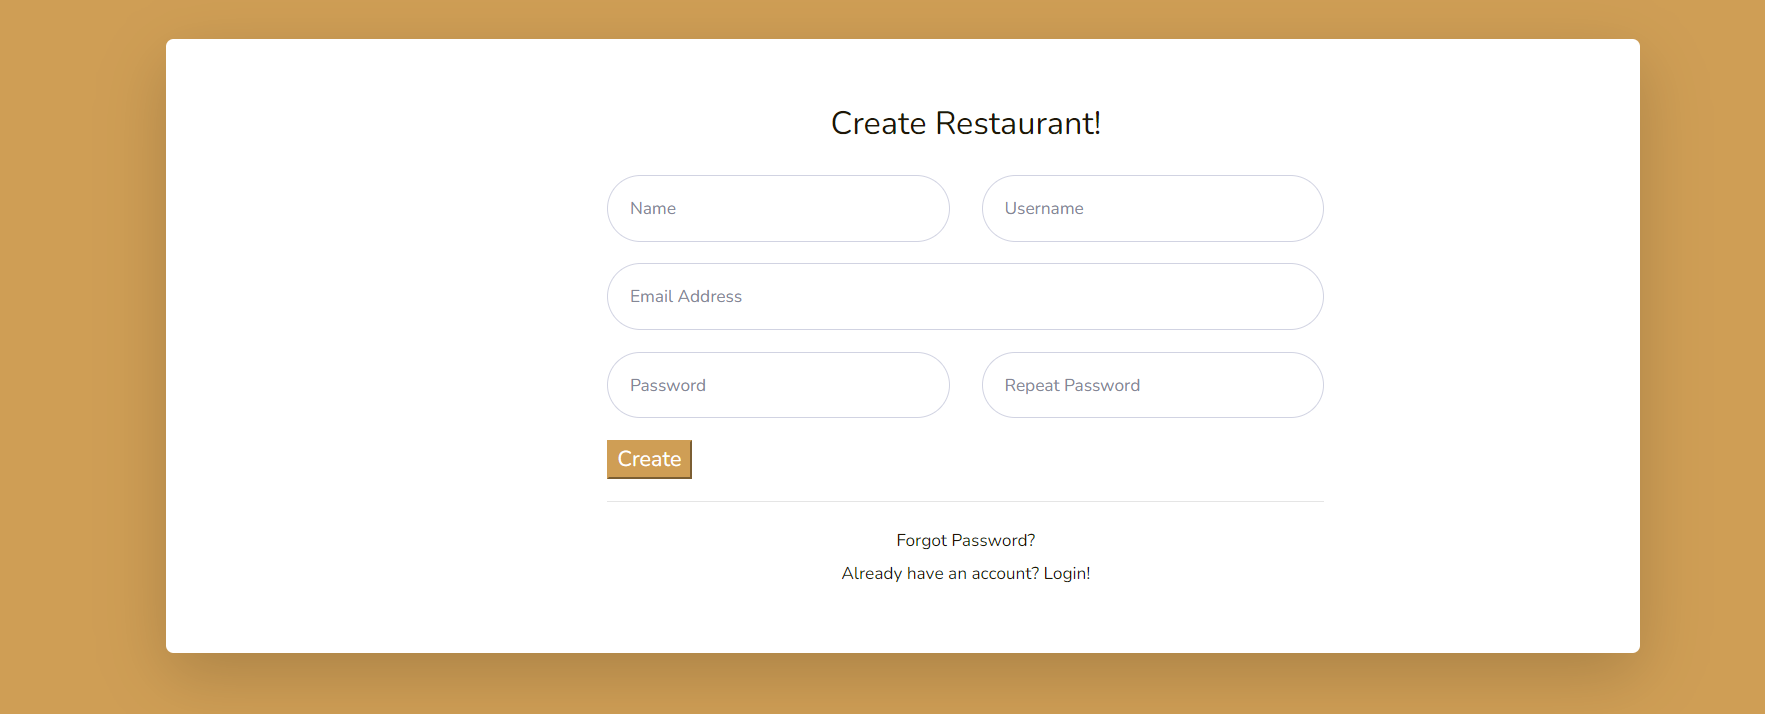 Create Restaurant!
Name Username
Email Address
Password Repeat Password
Create
Forgot Password?
Already have an account? Login!